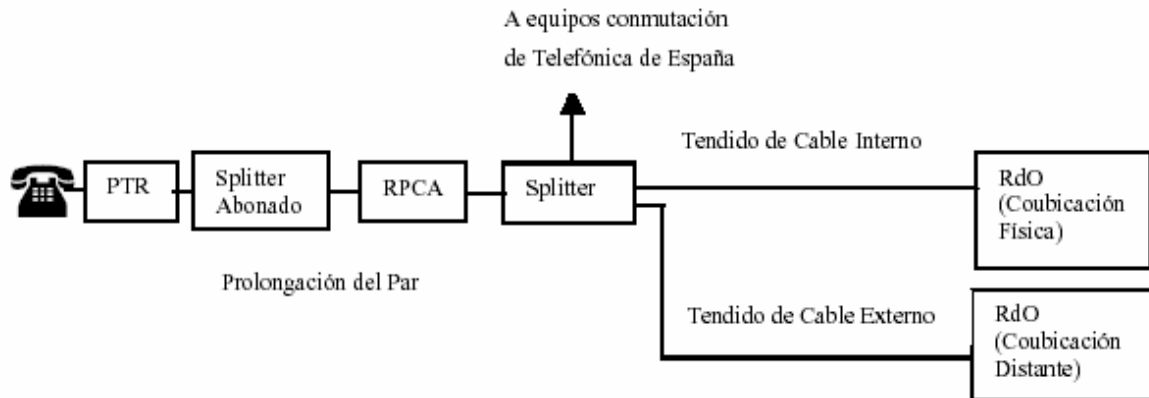 A equipos conmutación
de Telefónica de España
Tendido de Cable Interno
PTR
Splitter
Abonado
RPCA
Splitter
RdO
(Coubicación
Física)
Prolongación del Par
Tendido de Cable Externo
RdO
(Coubicación
Distante)